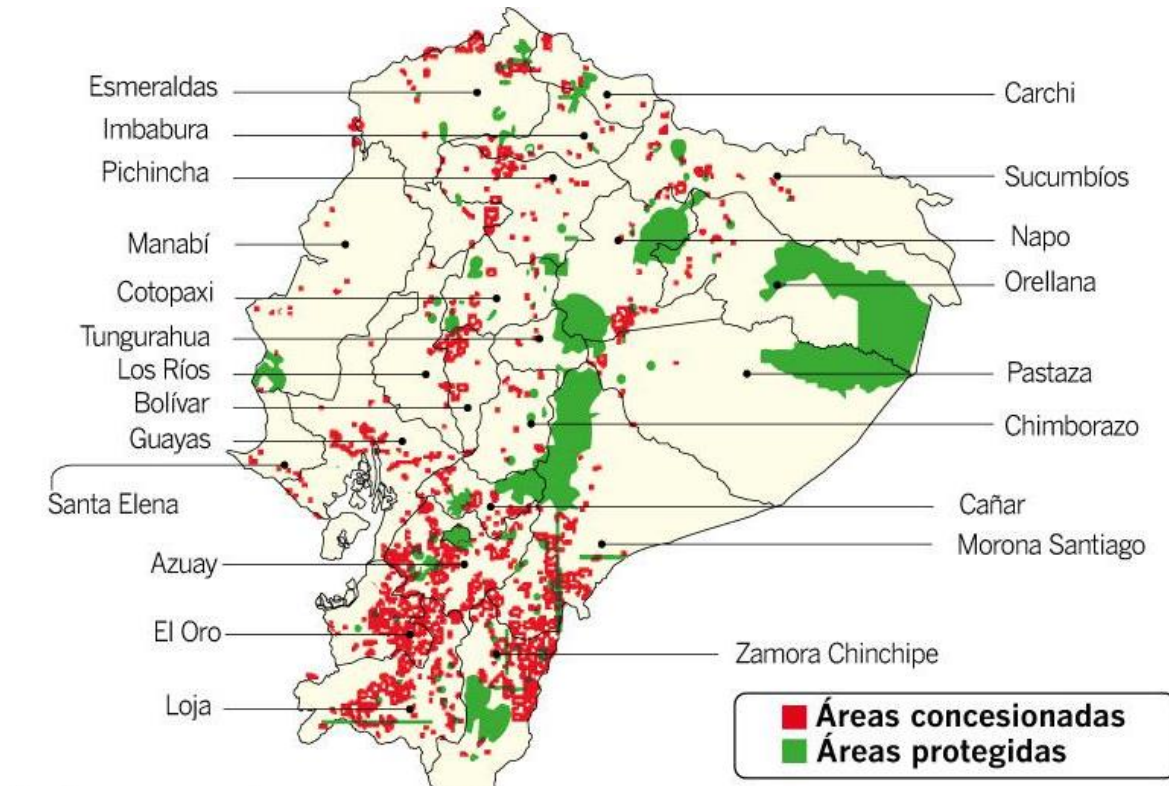 Esmeraldas
Imbabura
Pichincha
Manabí
Cotopaxi
Tungurahua
Los Ríos
Bolívar
Guayas
Santa Elena
Azuay
El Oro
Loja
Carchi
Sucumbíos
Napo
Orellana
Pastaza
Chimborazo
Cañar
Morona Santiago
Zamora Chinchipe
Áreas concesionadas
Áreas protegidas